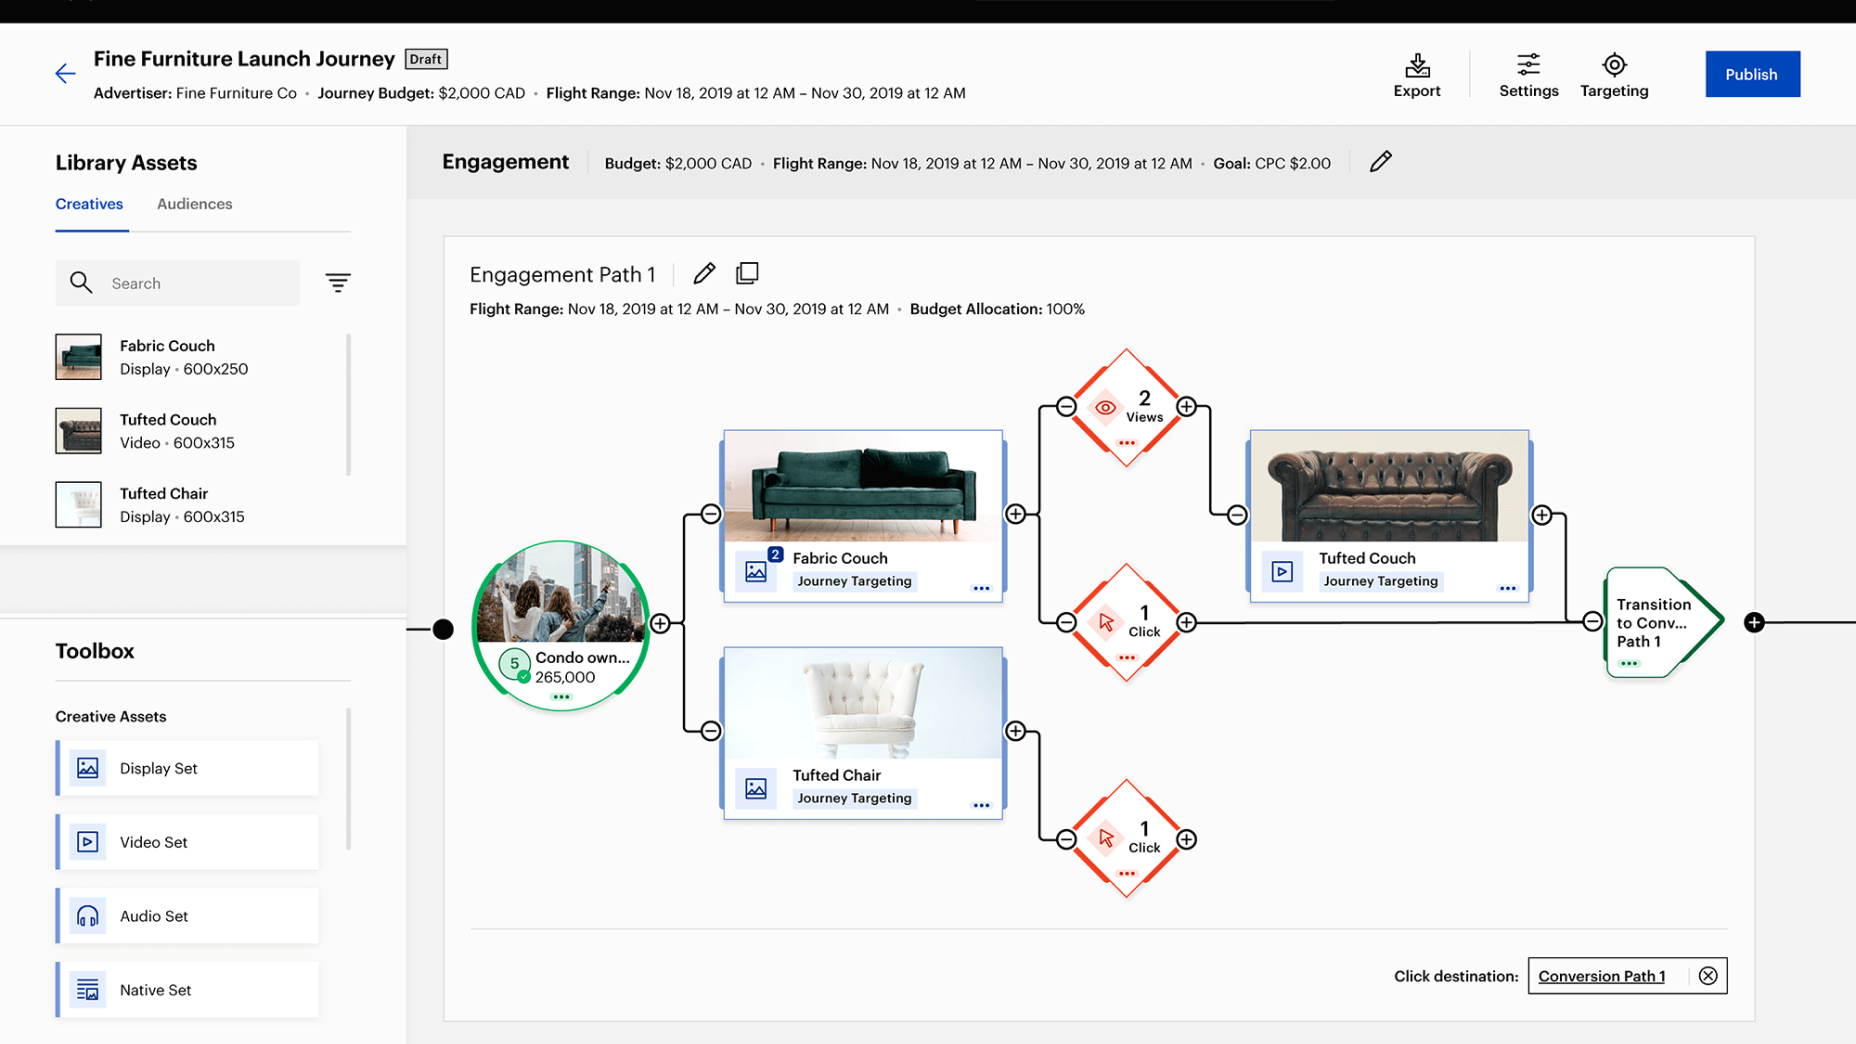 Fine Furniture Launch Journey Draft
Advertiser: Fine Furniture Co • Journey Budget: $2,000 CAD • Flight Range: Nov 18, 2019 at 12 AM – Nov 30, 2019 at 12 AM
Export
Settings
Targeting
Publish
Library Assets
Creatives
Audiences
Search
Fabric Couch
Display • 600x250
Tufted Couch
Video • 600x315
Tufted Chair
Display • 600x315
Toolbox
Creative Assets
Display Set
Video Set
Audio Set
Native Set
Engagement
Budget: $2,000 CAD • Flight Range: Nov 18, 2019 at 12 AM – Nov 30, 2019 at 12 AM • Goal: CPC $2.00
Engagement Path 1
Flight Range: Nov 18, 2019 at 12 AM – Nov 30, 2019 at 12 AM • Budget Allocation: 100%
5
Condo own...
265,000
2
Fabric Couch
Journey Targeting
Tufted Chair
Journey Targeting
2
Views
1
Click
1
Click
Tufted Couch
Journey Targeting
Transition
to Conv...
Path 1
Click destination: Conversion Path 1